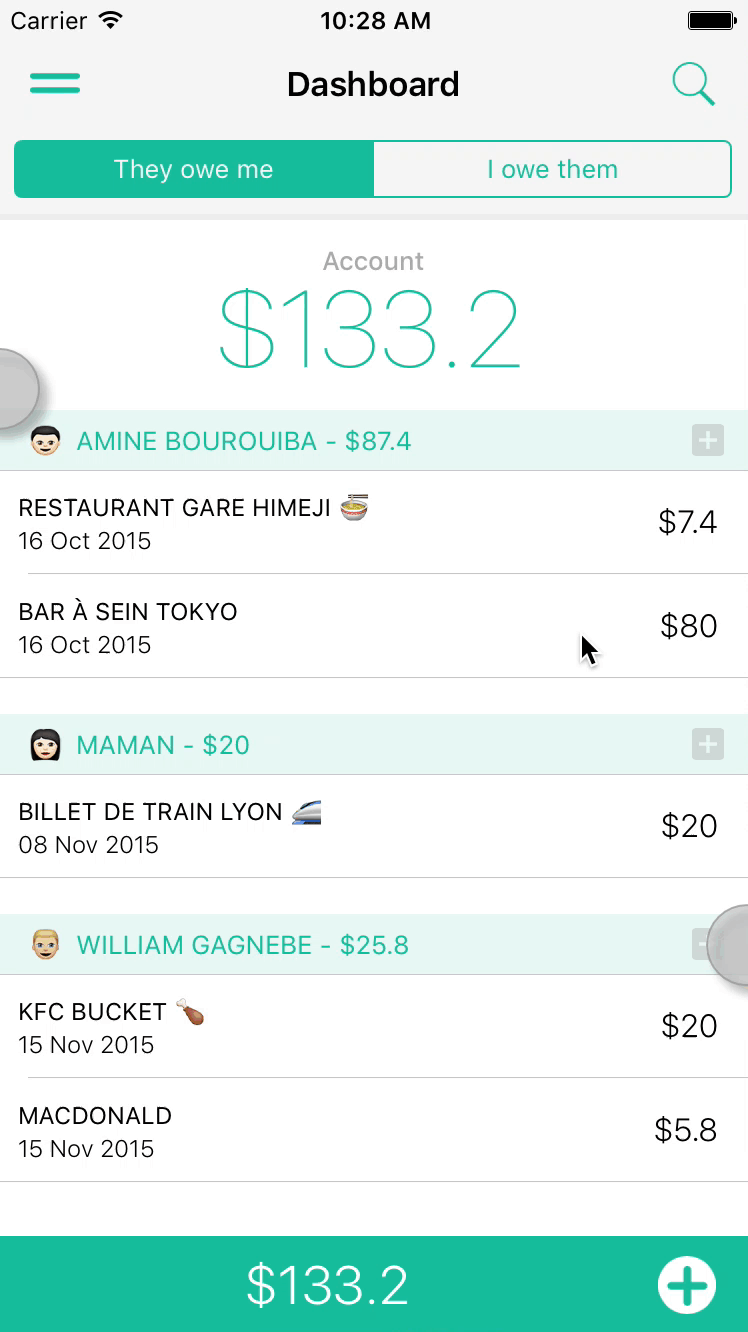 Carrier 10:28 AM
Dashboard
They owe me I owe them
Account
$133.2
AMINE BOUROUIBA - $87.4
RESTAURANT GARE HIMEJI $7.4
16 Oct 2015
BAR À SEIN TOKYO $80
16 Oct 2015
MAMAN - $20
BILLET DE TRAIN LYON $20
08 Nov 2015
WILLIAM GAGNEBE - $25.8
KFC BUCKET $20
15 Nov 2015
MACDONALD $5.8
15 Nov 2015
$133.2